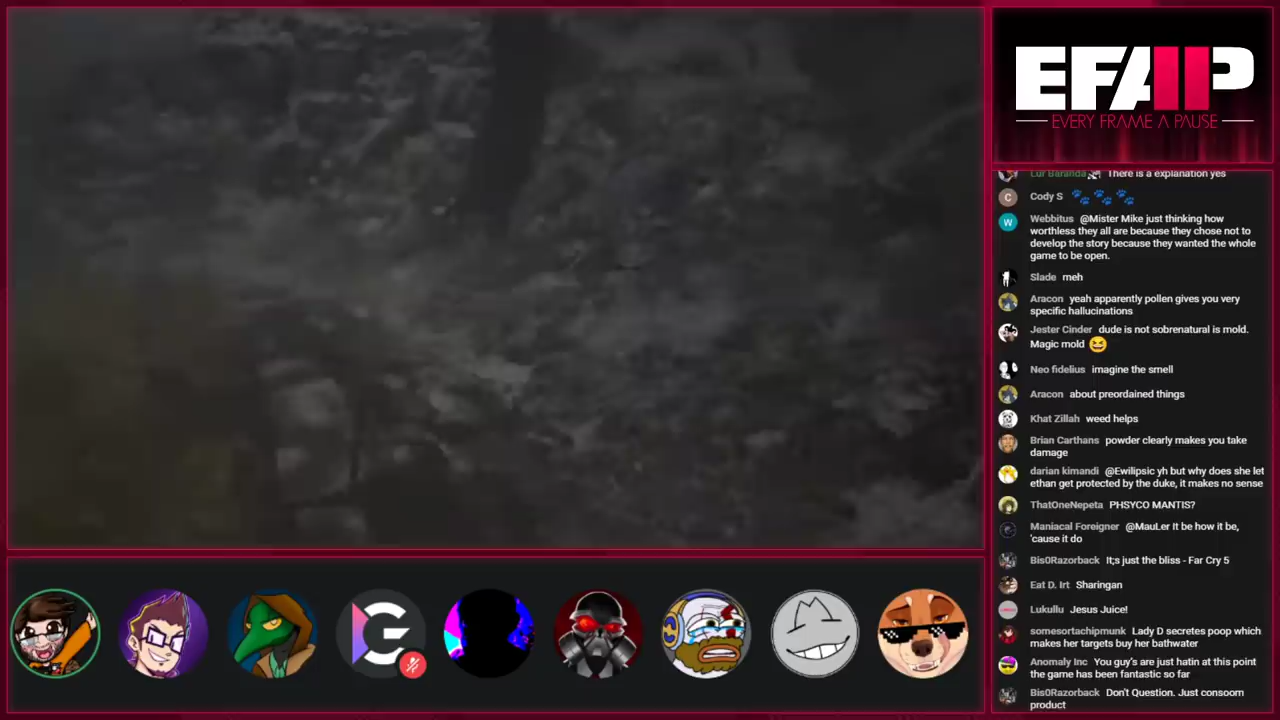 EFAP
EVERY FRAME A PAUSE
Lur Baranda There is a explanation yes
C Cody S
W Webbitus @Mister Mike just thinking how
worthless they all are because they chose not to
develop the story because they wanted the whole
game to be open.
Slade meh
Aracon yeah apparently pollen gives you very
specific hallucinations
Jester Cinder dude is not sobrenatural is mold.
Magic mold
Neo fidelius imagine the smell
Aracon about preordained things
Khat Zillah weed helps
Brian Carthans powder clearly makes you take
damage
darian kimandi @Ewilipsic yh but why does she let
ethan get protected by the duke, it makes no sense
ThatOneNepeta PHSYCO MANTIS?
Maniacal Foreigner @MauLer It be how it be,
'cause it do
Bis0Razorback It;s just the bliss - Far Cry 5
Eat D. Irt Sharingan
Lukullu Jesus Juice!
somesortachipmunk Lady D secretes poop which
makes her targets buy her bathwater
Anomaly Inc You guy's are just hatin at this point
the game has been fantastic so far
Bis0Razorback Don't Question. Just consoom
product